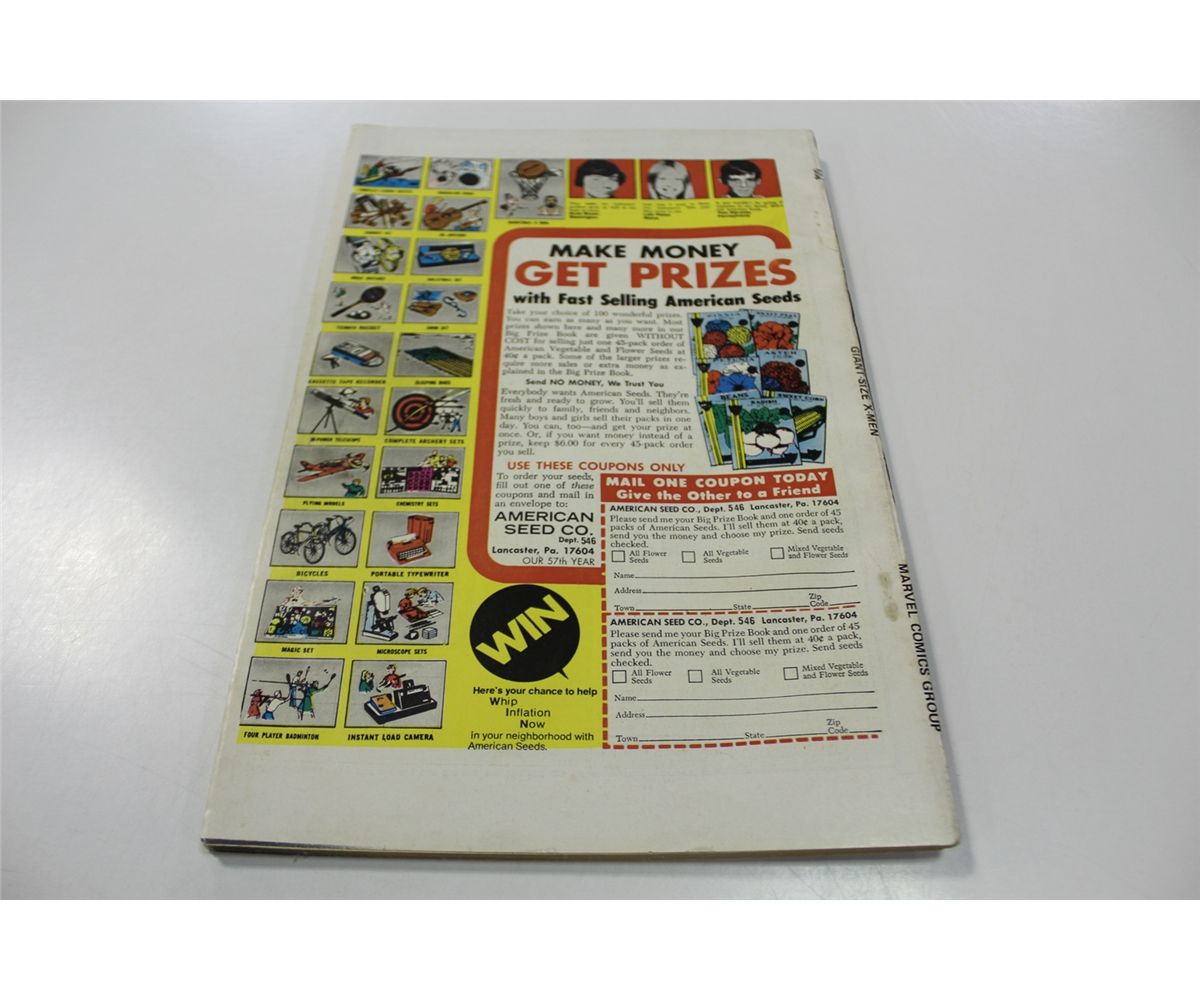 BASKETBALL & GOAL
MAKE MONEY
GET PRIZES
with Fast Selling American Seeds
Take your choice of 100 wonderful prizes.
You can earn as many as you want. Most
prizes shown here and many more in our
Big Prize Book are given WITHOUT
COST for selling just one 45-pack order of
American Vegetable and Flower Seeds at
40¢ a pack. Some of the larger prizes re-
quire more sales or extra money as ex-
plained in the Big Prize Book.
Send NO MONEY, We Trust You
Everybody wants American Seeds. They're
fresh and ready to grow. You'll sell them
quickly to family, friends and neighbors.
Many boys and girls sell their packs in one
day. You can, too—and get your prize at
once. Or, if you want money instead of a
prize, keep $6.00 for every 45-pack order
you sell.
ZINNIA
PETUNIA
ASTER
BEANS
RADISH
SWEET CORN
USE THESE COUPONS ONLY
To order your seeds,
fill out one of these
coupons and mail in
an envelope to:
AMERICAN
SEED CO.
Dept. 546
Lancaster, Pa. 17604
OUR 57th YEAR
MAIL ONE COUPON TODAY
Give the Other to a Friend
AMERICAN SEED CO., Dept. 546 Lancaster, Pa. 17604
Please send me your Big Prize Book and one order of 45
packs of American Seeds. I'll sell them at 40¢ a pack,
send you the money and choose my prize. Send seeds
checked.
All Flower Seeds
All Vegetable Seeds
Mixed Vegetable and Flower Seeds
Name
Address
Town State Zip Code
AMERICAN SEED CO., Dept. 546 Lancaster, Pa. 17604
Please send me your Big Prize Book and one order of 45
packs of American Seeds. I'll sell them at 40¢ a pack,
send you the money and choose my prize. Send seeds
checked.
All Flower Seeds
All Vegetable Seeds
Mixed Vegetable and Flower Seeds
Name
Address
Town State Zip Code
WIN
Here's your chance to help
Whip
Inflation
Now
in your neighborhood with
American Seeds.
CASSETTE TAPE RECORDER
SLEEPING BAGS
30-POWER TELESCOPE
COMPLETE ARCHERY SETS
FLYING MODELS
CHEMISTRY SETS
BICYCLES
PORTABLE TYPEWRITER
MAGIC SET
MICROSCOPE SETS
FOUR PLAYER BADMINTON
INSTANT LOAD CAMERA
GIANT-SIZE X-MEN
MARVEL COMICS GROUP